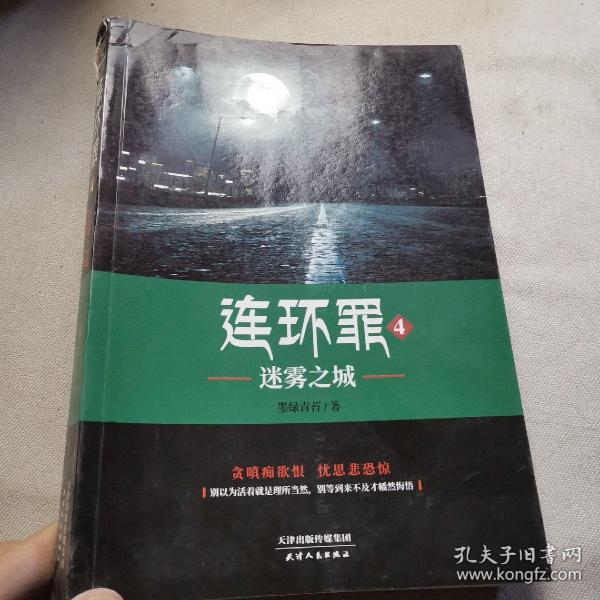 连环罪 4
迷雾之城
墨绿青苔/著
贪嗔痴欲恨 忧思悲恐惊
别以为活着就是理所当然，别等到来不及才幡然悔悟
天津出版传媒集团
天津人民出版社
孔夫子旧书网
www.kongfz.com